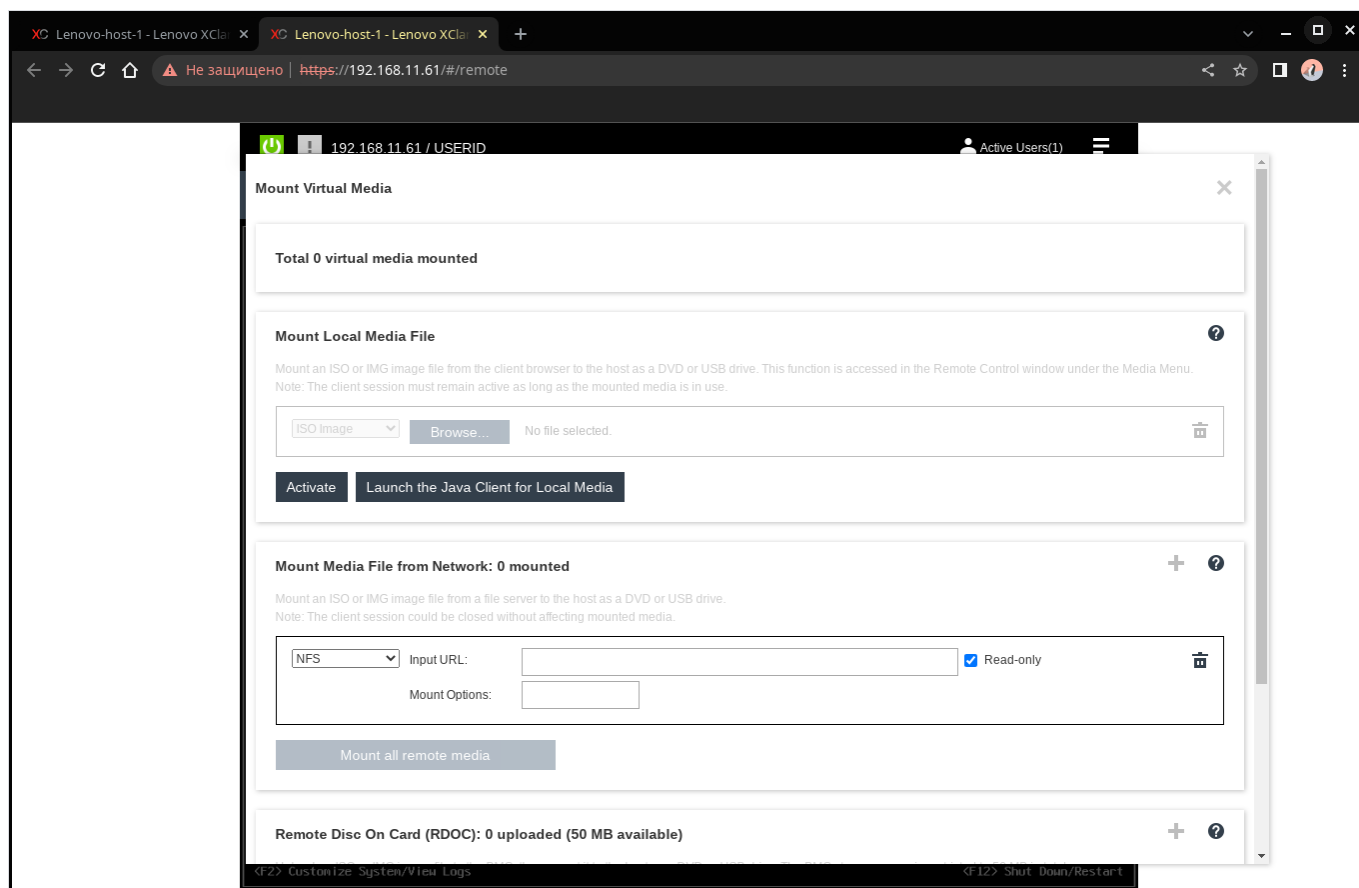 XC Lenovo-host-1 - Lenovo XCla
XC Lenovo-host-1 - Lenovo XCla
Не защищено | https://192.168.11.61/#/remote
192.168.11.61 / USERID
Active Users(1)
Mount Virtual Media
Total 0 virtual media mounted
Mount Local Media File
Mount an ISO or IMG image file from the client browser to the host as a DVD or USB drive. This function is accessed in the Remote Control window under the Media Menu.
Note: The client session must remain active as long as the mounted media is in use.
ISO Image Browse... No file selected.
Activate Launch the Java Client for Local Media
Mount Media File from Network: 0 mounted
Mount an ISO or IMG image file from a file server to the host as a DVD or USB drive.
Note: The client session could be closed without affecting mounted media.
NFS Input URL: Read-only
Mount Options:
Mount all remote media
Remote Disc On Card (RDOC): 0 uploaded (50 MB available)
<F2> Customize System/View Logs <F12> Shut Down/Restart